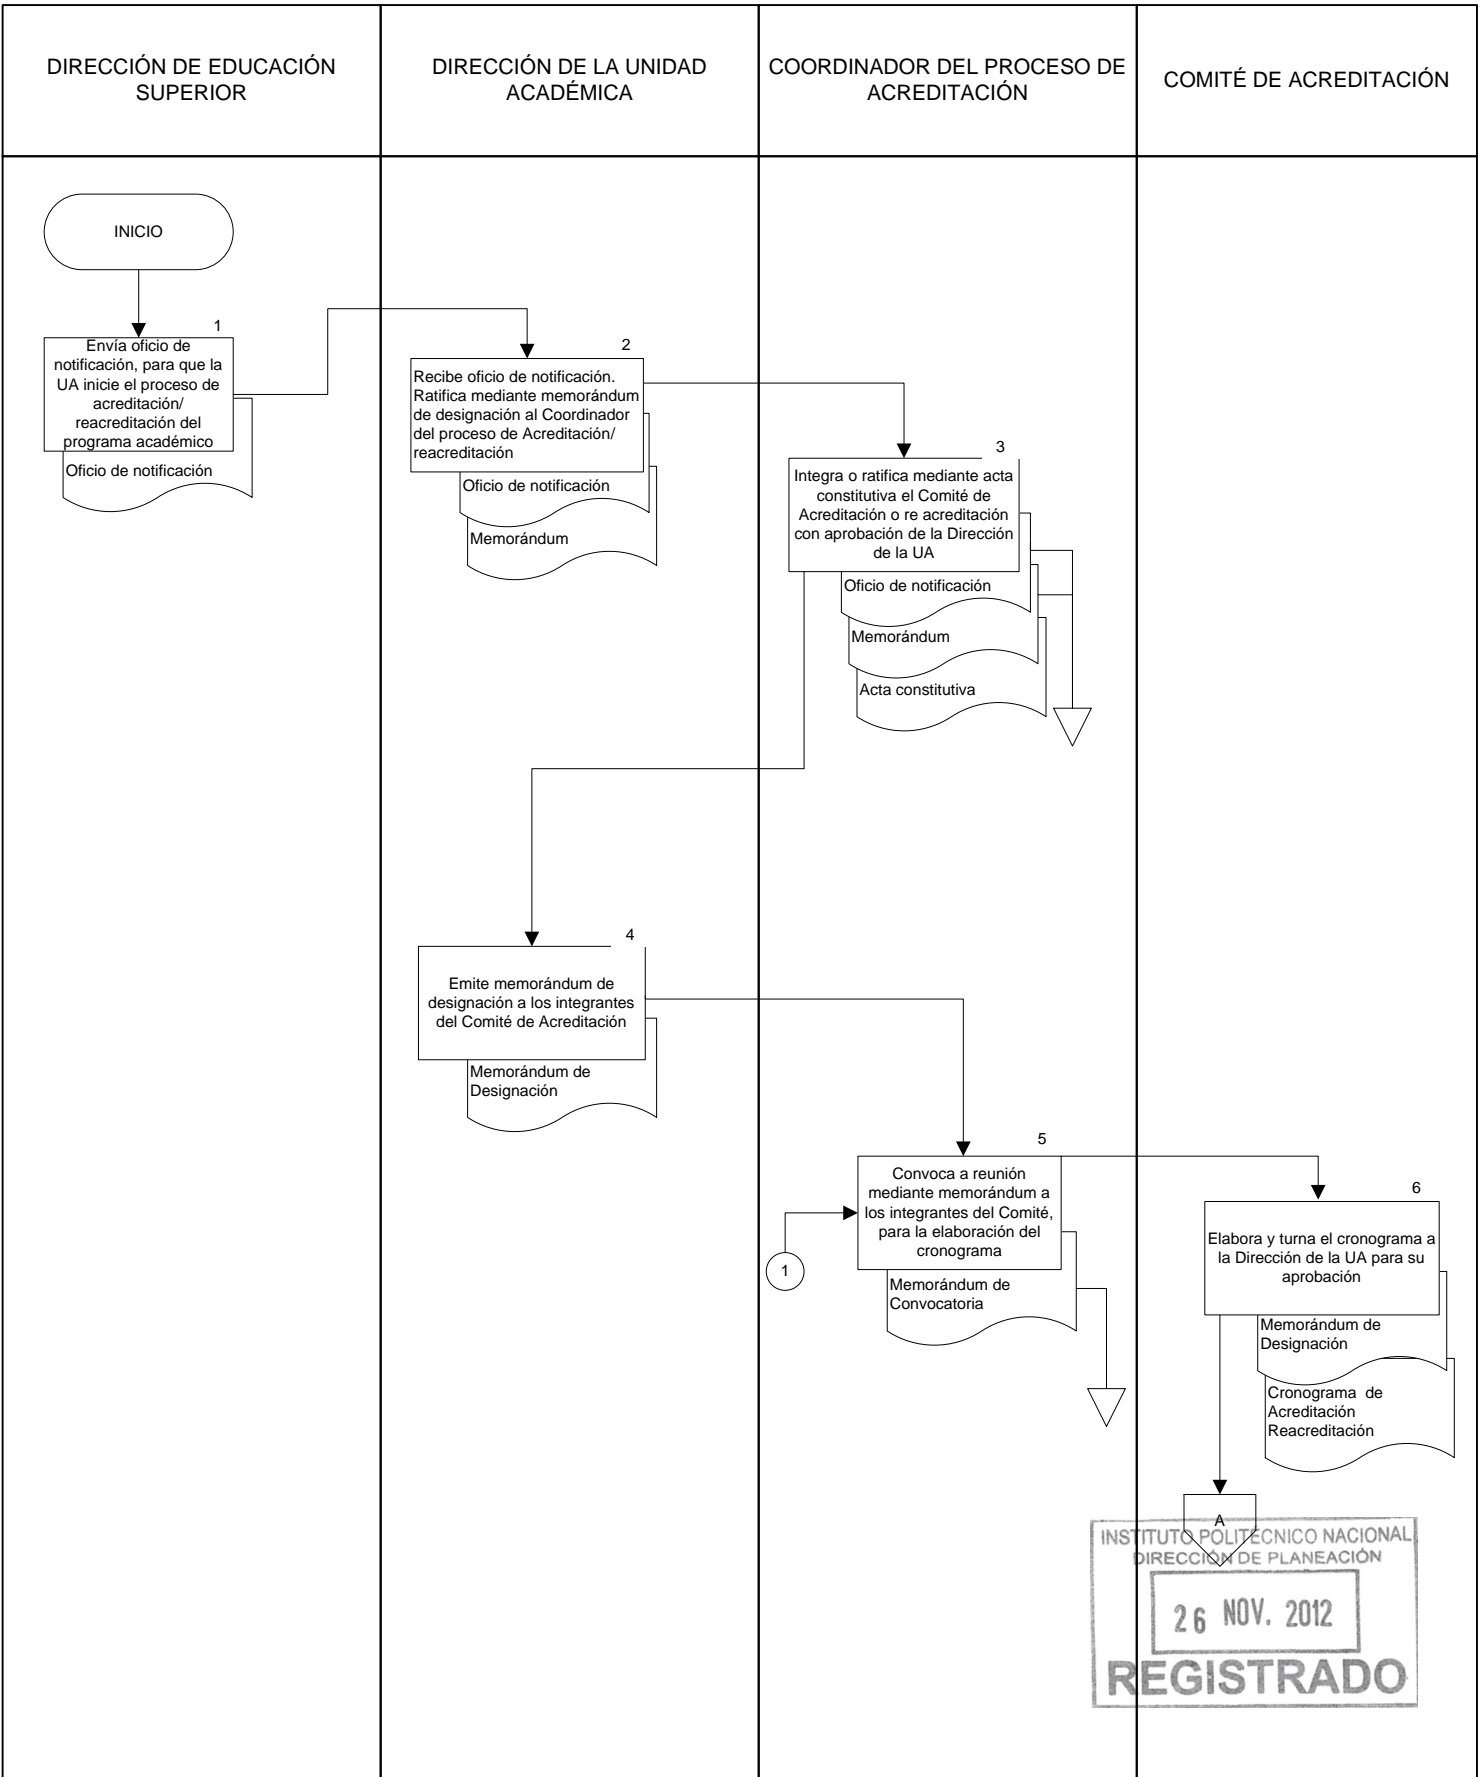 DIRECCIÓN DE EDUCACIÓN
SUPERIOR
DIRECCIÓN DE LA UNIDAD
ACADÉMICA
COORDINADOR DEL PROCESO DE
ACREDITACIÓN
COMITÉ DE ACREDITACIÓN
INICIO
1
Envía oficio de
notificación, para que la
UA inicie el proceso de
acreditación/
reacreditación del
programa académico
Oficio de notificación
2
Recibe oficio de notificación.
Ratifica mediante memorándum
de designación al Coordinador
del proceso de Acreditación/
reacreditación
Oficio de notificación
Memorándum
3
Integra o ratifica mediante acta
constitutiva el Comité de
Acreditación o re acreditación
con aprobación de la Dirección
de la UA
Oficio de notificación
Memorándum
Acta constitutiva
4
Emite memorándum de
designación a los integrantes
del Comité de Acreditación
Memorándum de
Designación
5
Convoca a reunión
mediante memorándum a
los integrantes del Comité,
para la elaboración del
cronograma
1
Memorándum de
Convocatoria
6
Elabora y turna el cronograma a
la Dirección de la UA para su
aprobación
Memorándum de
Designación
Cronograma de
Acreditación
Reacreditación
A
INSTITUTO POLITECNICO NACIONAL
DIRECCIÓN DE PLANEACIÓN
26 NOV. 2012
REGISTRADO